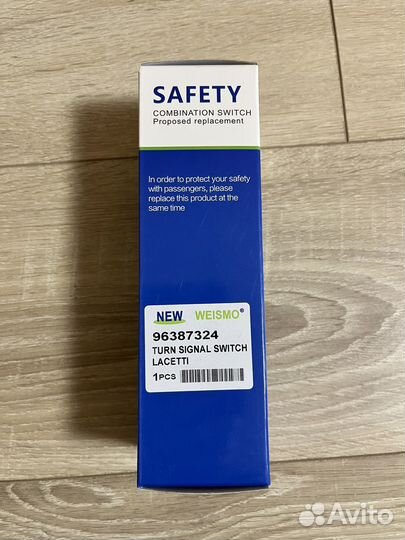 SAFETY
COMBINATION SWITCH
Proposed replacement
In order to protect your safety
with passengers, please
replace this product at the
same time
NEW WEISMO®
96387324
TURN SIGNAL SWITCH
LACETTI
1PCS
Avito